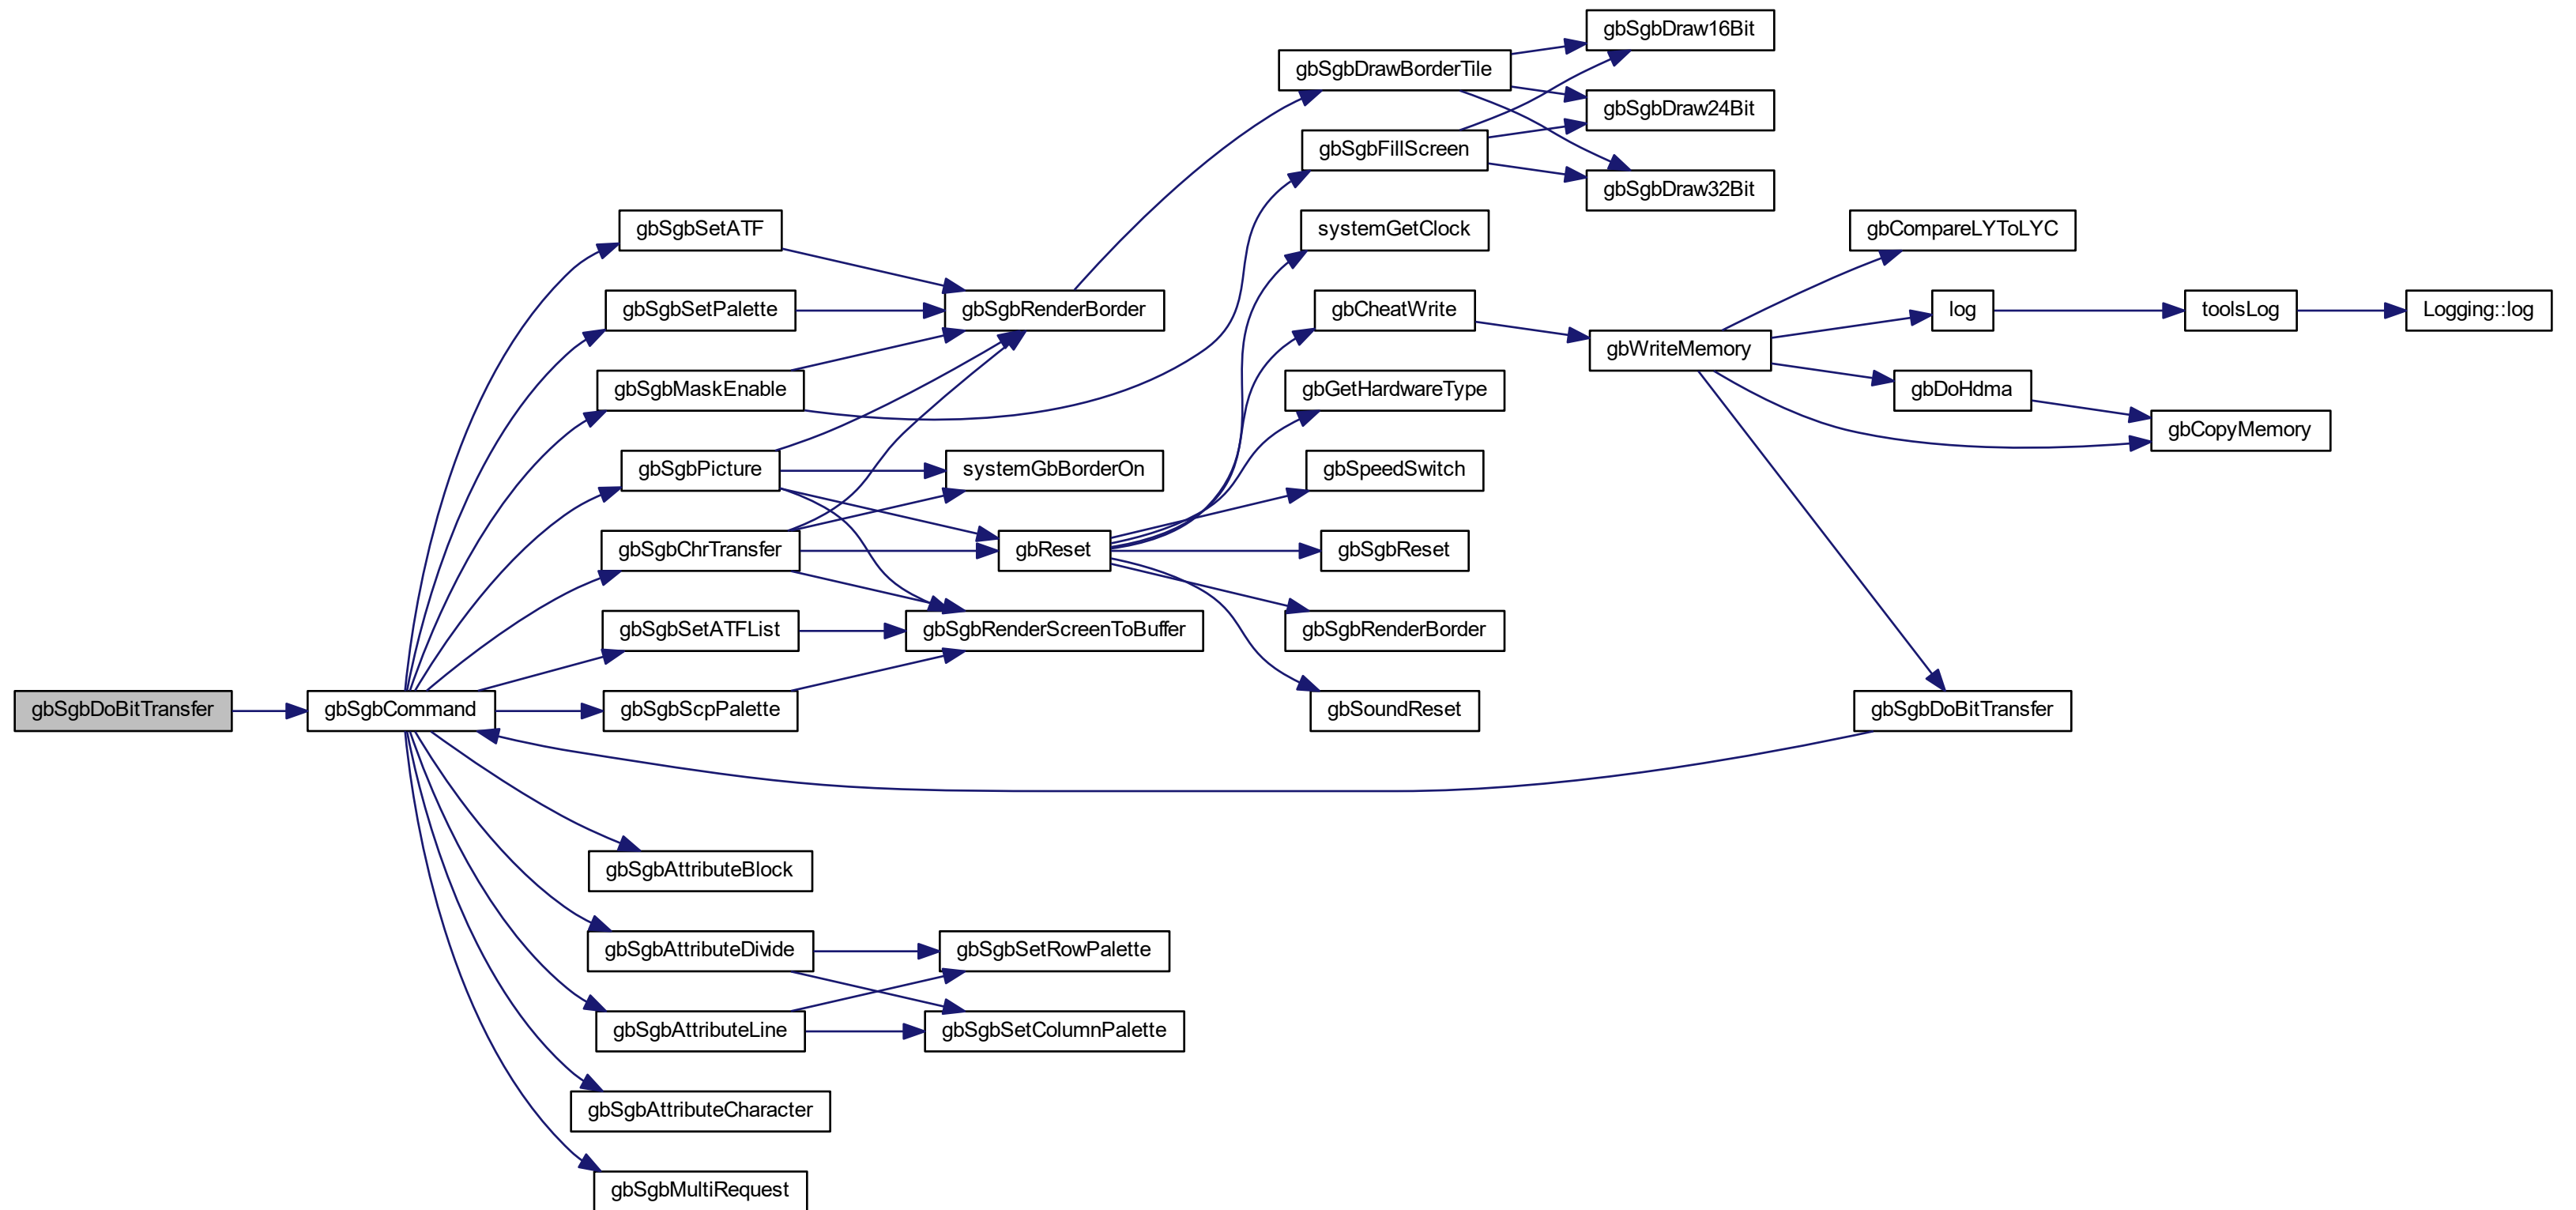 gbSgbDraw16Bit
gbSgbDrawBorderTile
gbSgbDraw24Bit
gbSgbFillScreen
gbSgbDraw32Bit
gbSgbSetATF
systemGetClock
gbCompareLYToLYC
gbSgbSetPalette
gbSgbRenderBorder
gbCheatWrite
log
toolsLog
Logging::log
gbWriteMemory
gbSgbMaskEnable
gbGetHardwareType
gbDoHdma
gbCopyMemory
gbSgbPicture
systemGbBorderOn
gbSpeedSwitch
gbSgbChrTransfer
gbReset
gbSgbReset
gbSgbSetATFList
gbSgbRenderScreenToBuffer
gbSgbRenderBorder
gbSgbDoBitTransfer
gbSgbCommand
gbSgbScpPalette
gbSoundReset
gbSgbDoBitTransfer
gbSgbAttributeBlock
gbSgbAttributeDivide
gbSgbSetRowPalette
gbSgbAttributeLine
gbSgbSetColumnPalette
gbSgbAttributeCharacter
gbSgbMultiRequest